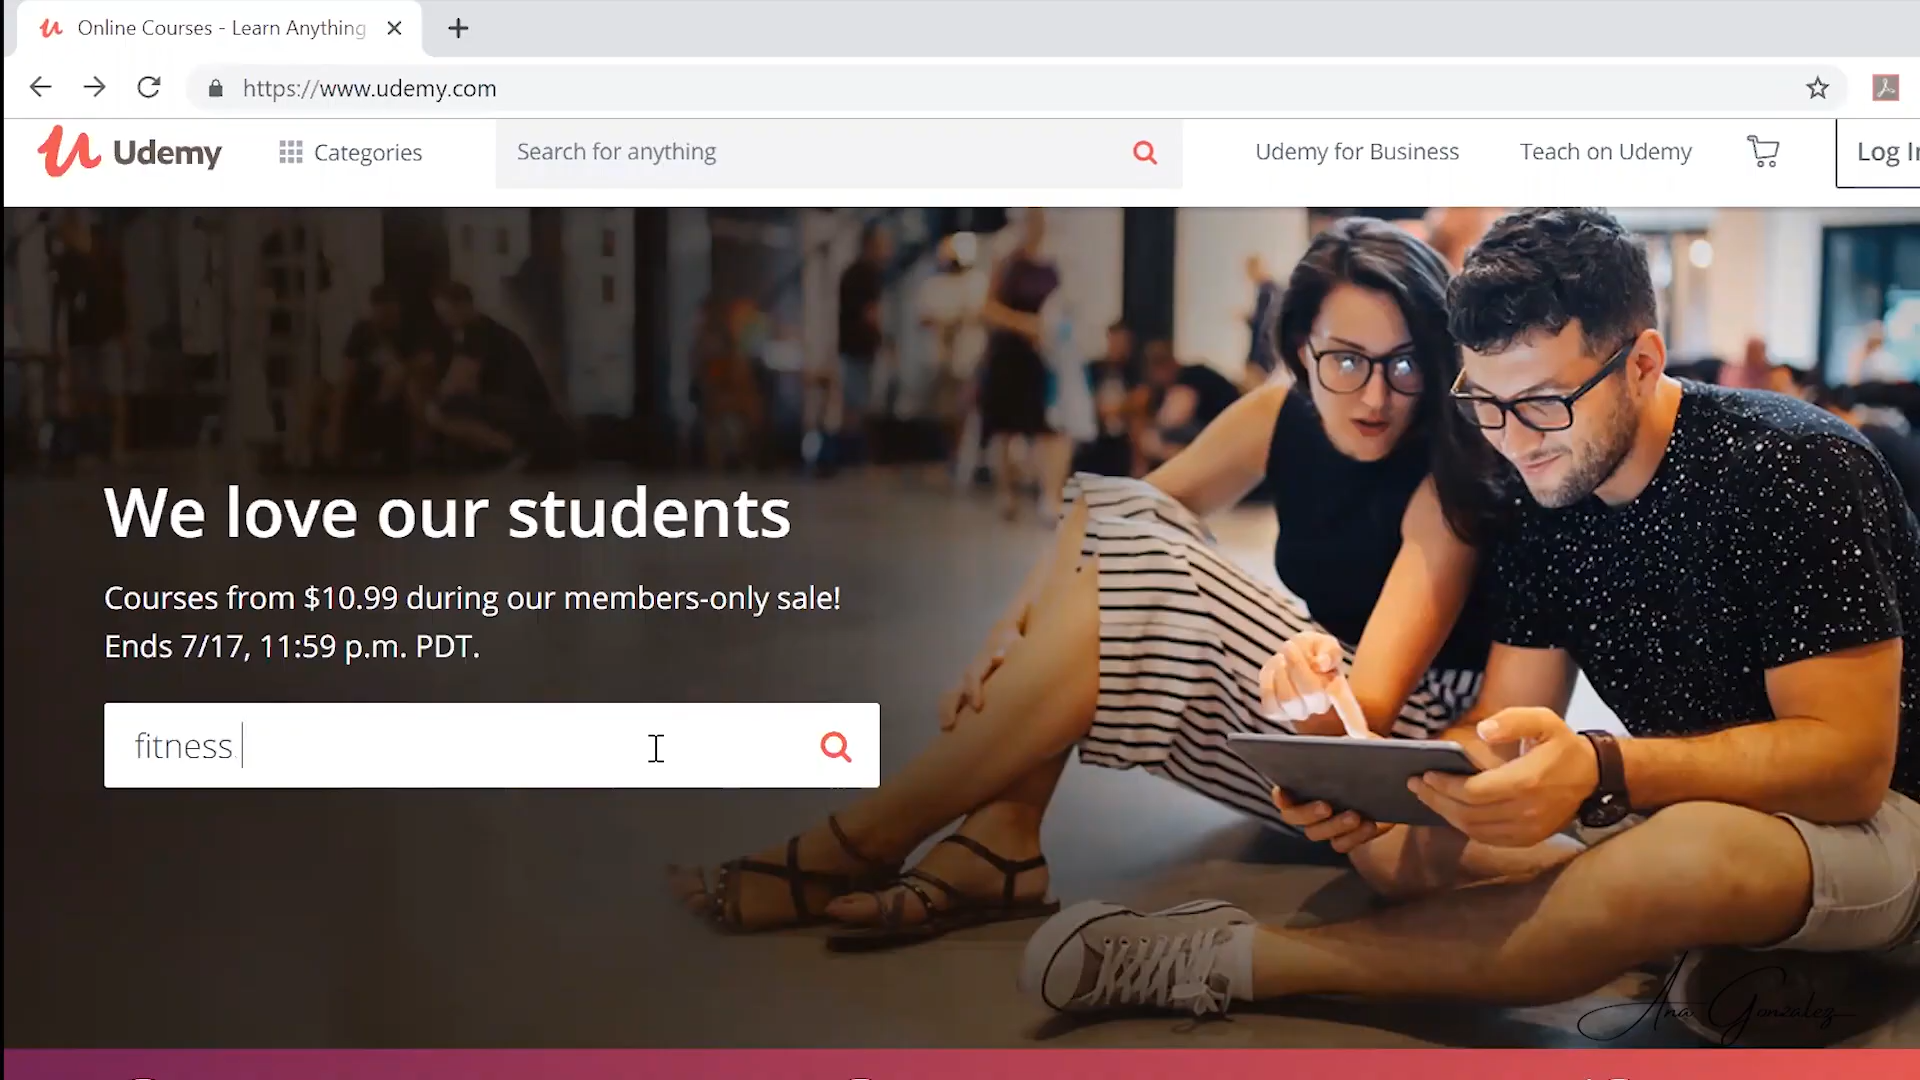 Online Courses - Learn Anything
https://www.udemy.com
Udemy
Categories
Search for anything
Udemy for Business
Teach on Udemy
Log In
We love our students
Courses from $10.99 during our members-only sale!
Ends 7/17, 11:59 p.m. PDT.
fitness
Ana Gonzalez